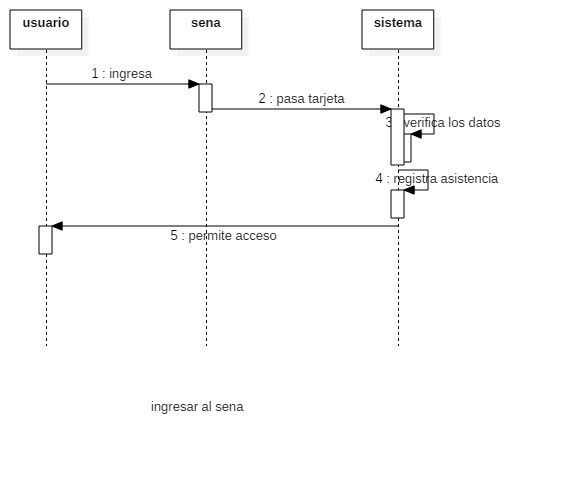 usuario
sena
sistema
1 : ingresa
2 : pasa tarjeta
3 : verifica los datos
4 : registra asistencia
5 : permite acceso
ingresar al sena